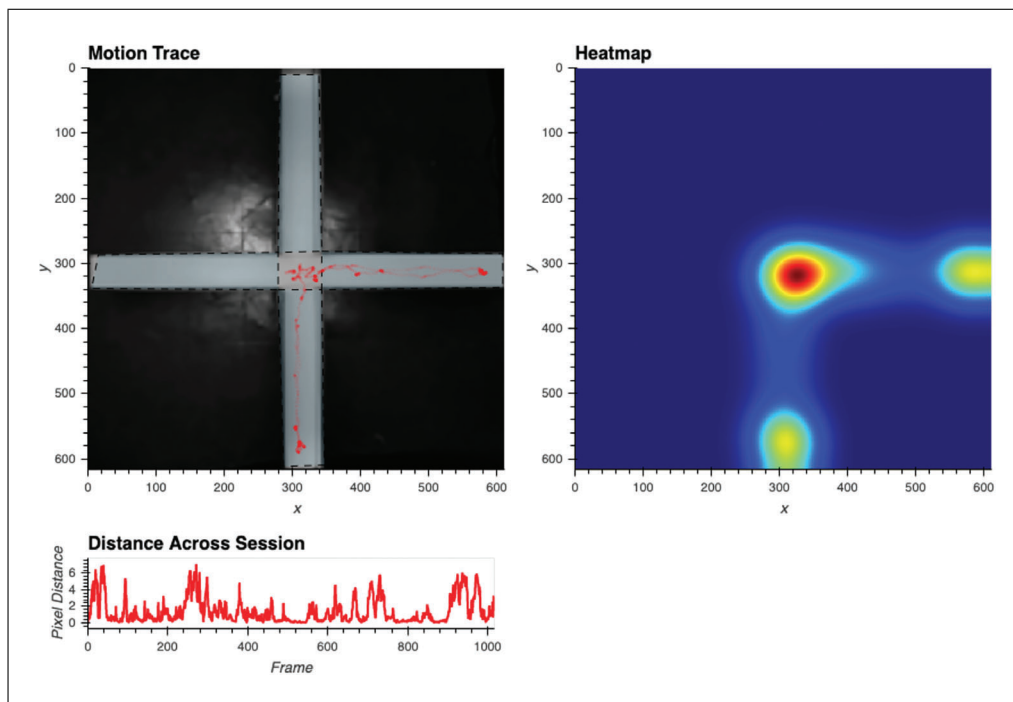 Motion Trace
0
100
200
300
400
500
600
y
0 100 200 300 400 500 600
x
Heatmap
0
100
200
300
400
500
600
y
0 100 200 300 400 500 600
x
Distance Across Session
Pixel Distance
6
4
2
0
0 200 400 600 800 1000
Frame